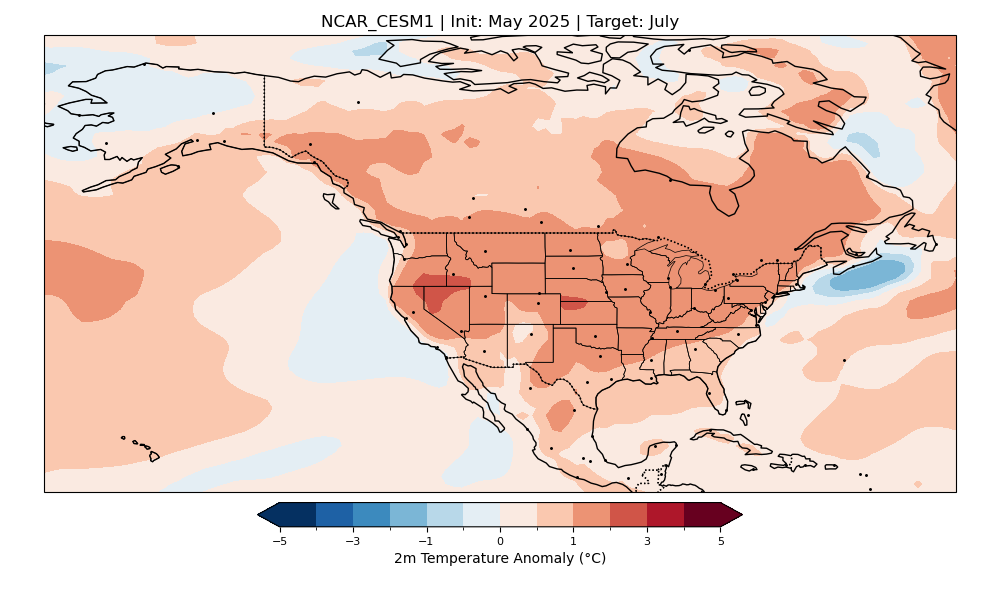 NCAR_CESM1 | Init: May 2025 | Target: July
−5 −3 −1 0 1 3 5
2m Temperature Anomaly (°C)